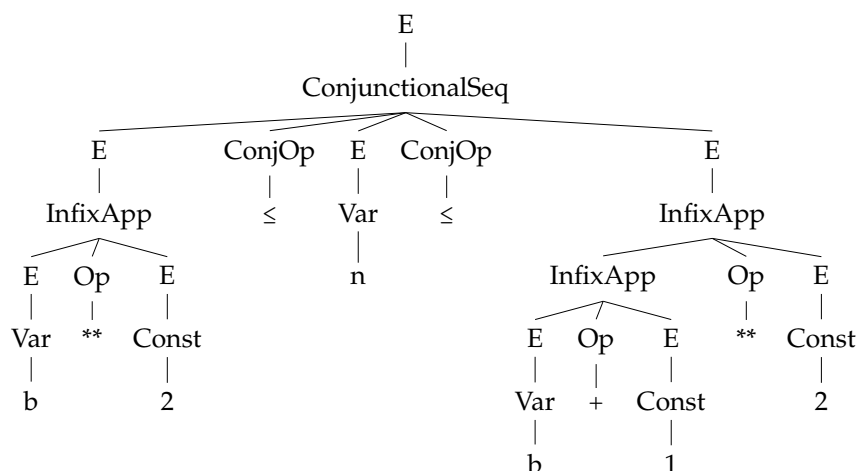 E
ConjunctionalSeq
E ConjOp E ConjOp E
InfixApp ≤ Var ≤ InfixApp
E Op E n InfixApp Op E
Var ** Const E Op E ** Const
b 2 Var + Const 2
b 1